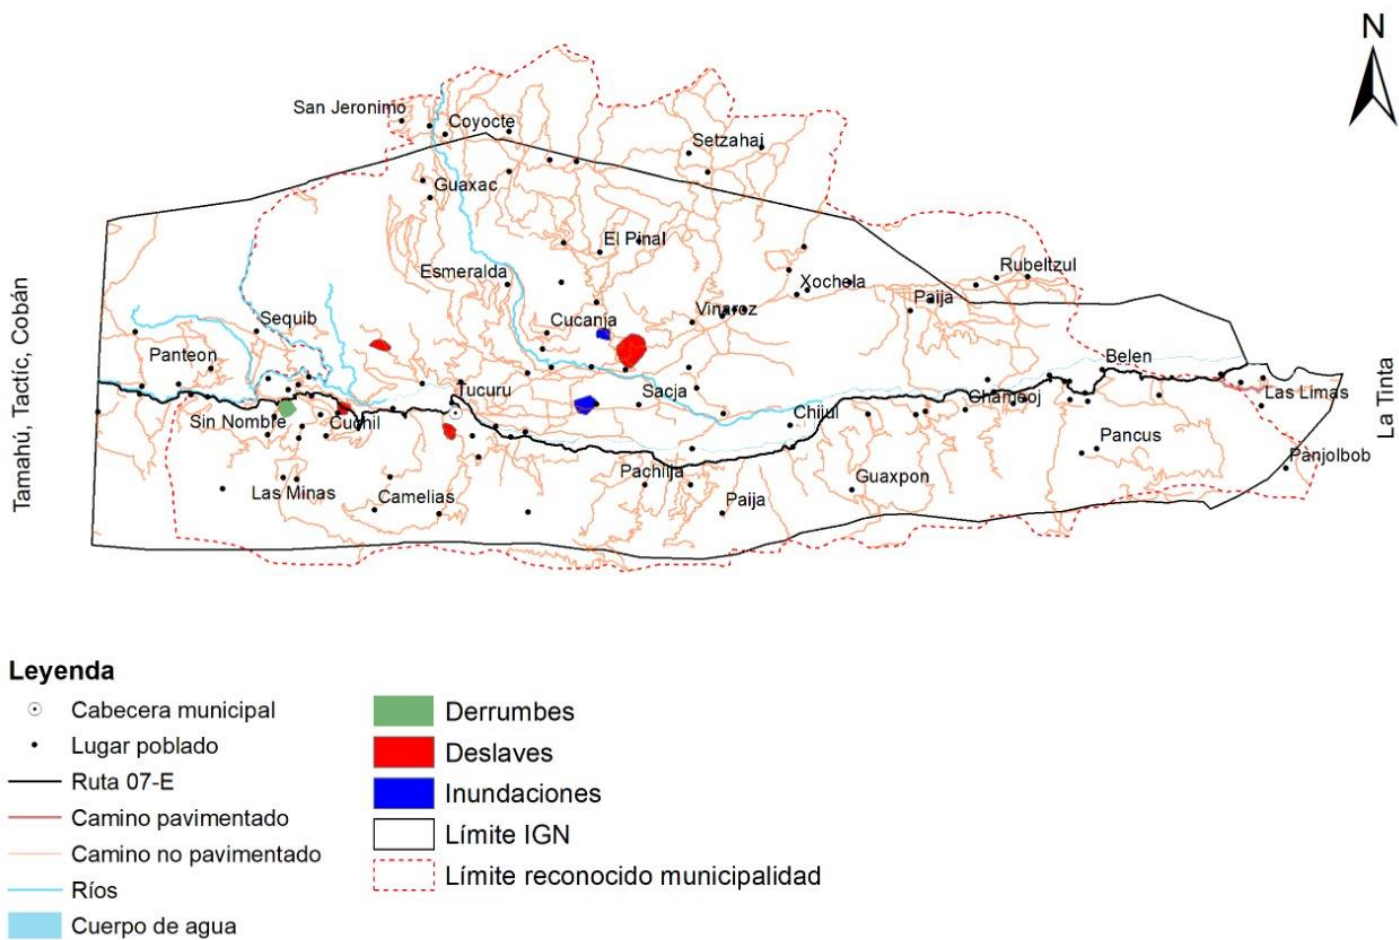 N
San Jeronimo
Coyocte
Setzahaj
Guaxac
El Pinal
Esmeralda
Xochela
Rubeltzul
Paija
Vinaroz
Cucanja
Sequib
Panteon
Belen
Tucuru
Sacja
Chameoj
Las Limas
Sin Nombre
Cuchil
Chijul
Pancus
Panjolbob
Pachilja
Guaxpon
Las Minas
Camelias
Paija
Tamahú, Tactíc, Cobán
La Tinta
Leyenda
Cabecera municipal
Lugar poblado
Ruta 07-E
Camino pavimentado
Camino no pavimentado
Ríos
Cuerpo de agua
Derrumbes
Deslaves
Inundaciones
Límite IGN
Límite reconocido municipalidad